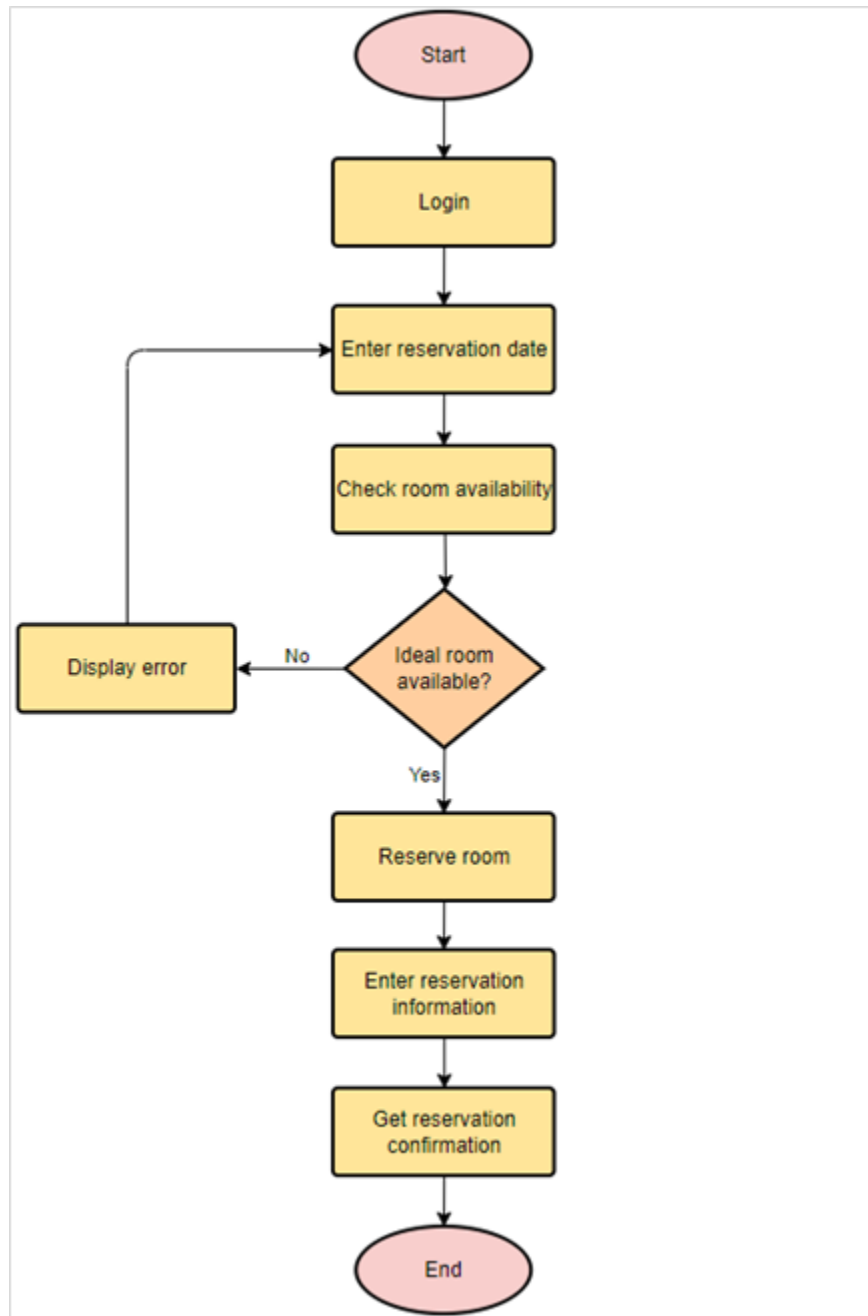 Start
Login
Enter reservation date
Check room availability
Ideal room
available?
No
Display error
Yes
Reserve room
Enter reservation
information
Get reservation
confirmation
End